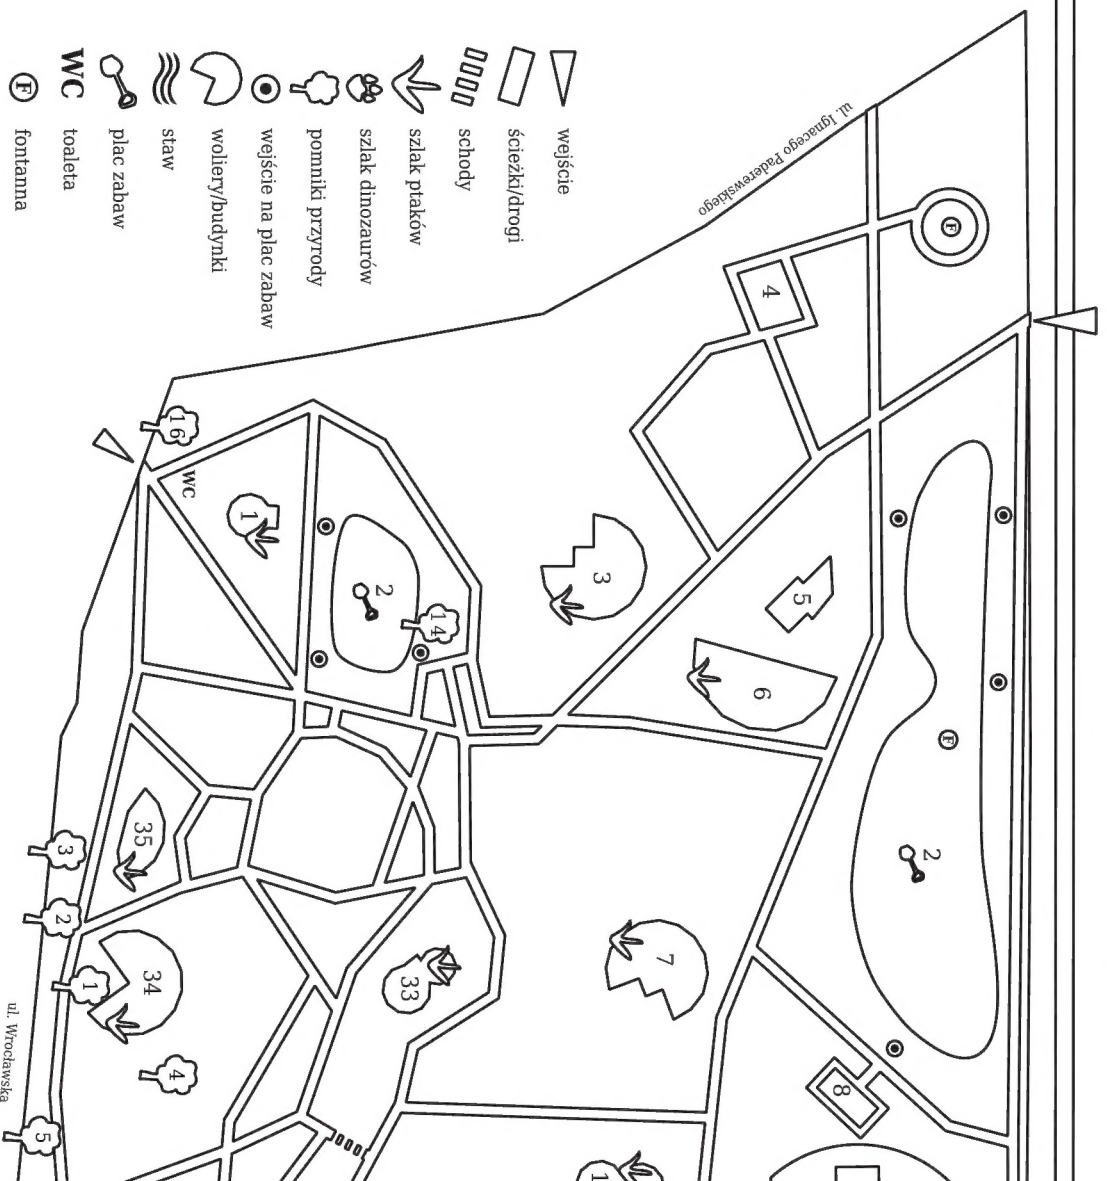 wejście
ścieżki/drogi
schody
szlak ptaków
szlak dinozaurów
pomniki przyrody
wejście na plac zabaw
woliery/budynki
staw
plac zabaw
WC toaleta
F fontanna
ul. Ignacego Paderewskiego
F
4
3
5
6
2
F
16
WC
1
2
14
7
8
35
33
34
3
2
1
4
5
ul. Wrocławska